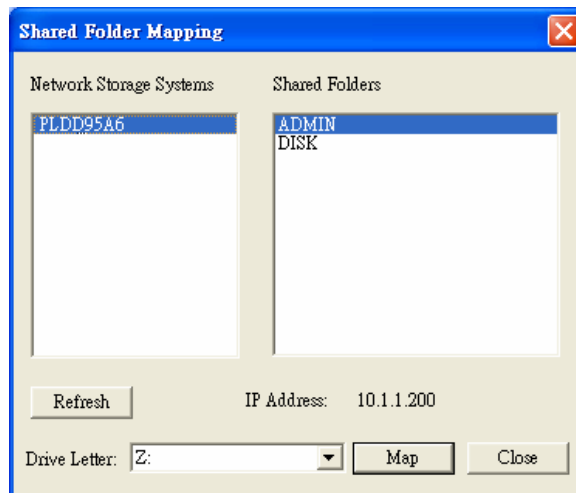 Shared Folder Mapping
Network Storage Systems
Shared Folders
PLDD95A6
ADMIN
DISK
Refresh
IP Address: 10.1.1.200
Drive Letter: Z:
Map
Close